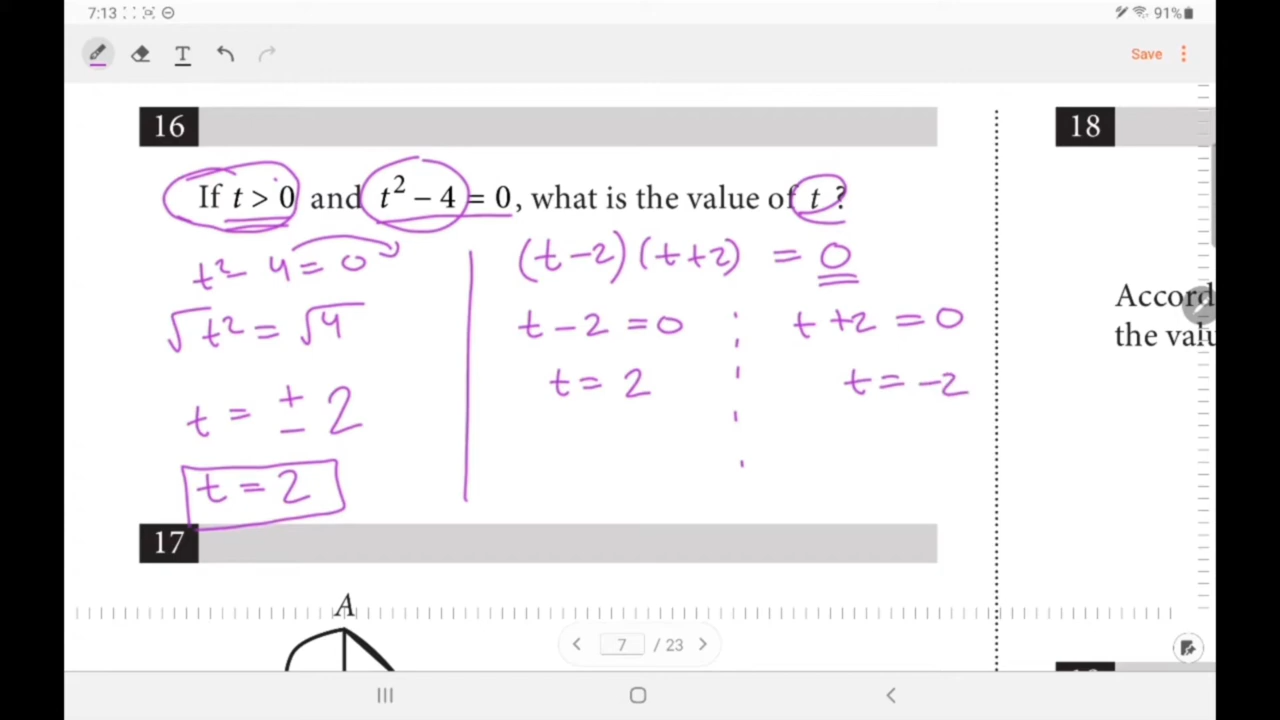 7:13 91%
T Save
16
18
If t > 0 and t² – 4 = 0, what is the value of t ?
t² 4 = 0
√t² = √4
t = ± 2
t = 2
(t – 2) (t + 2) = 0
t – 2 = 0
t = 2
t + 2 = 0
t = –2
Accord
the valu
17
A
7 / 23